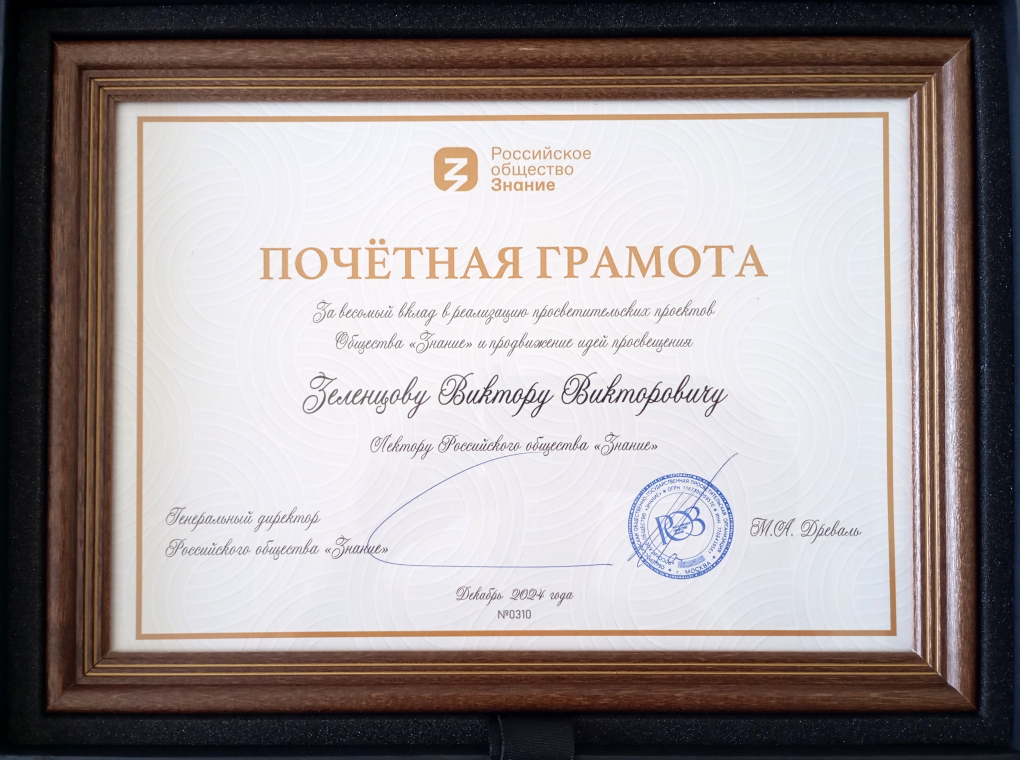 Российское
общество
Знание
ПОЧЁТНАЯ ГРАМОТА
За весомый вклад в реализацию просветительских проектов
Общества «Знание» и продвижение идей просвещения
Зеленцову Виктору Викторовичу
Лектору Российского общества «Знание»
Генеральный директор
Российского общества «Знание»
М.А. Древаль
г. МОСКВА
Декабрь 2024 года
№0310